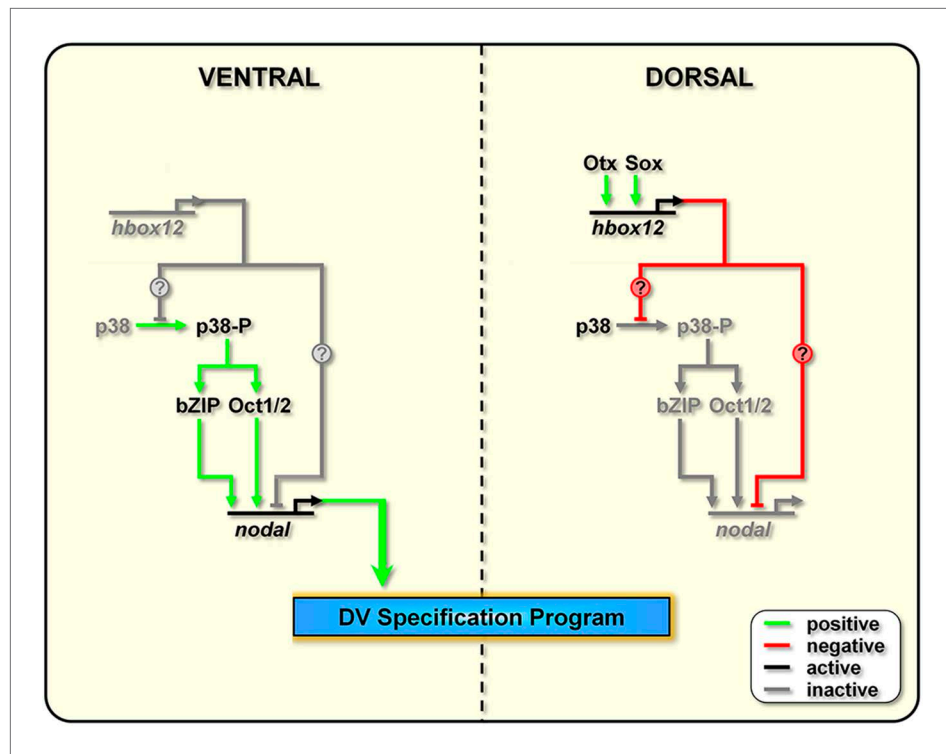 VENTRAL
hbox12
?
p38
p38-P
?
bZIP Oct1/2
nodal
DORSAL
Otx Sox
hbox12
?
p38
p38-P
?
bZIP Oct1/2
nodal
DV Specification Program
positive
negative
active
inactive